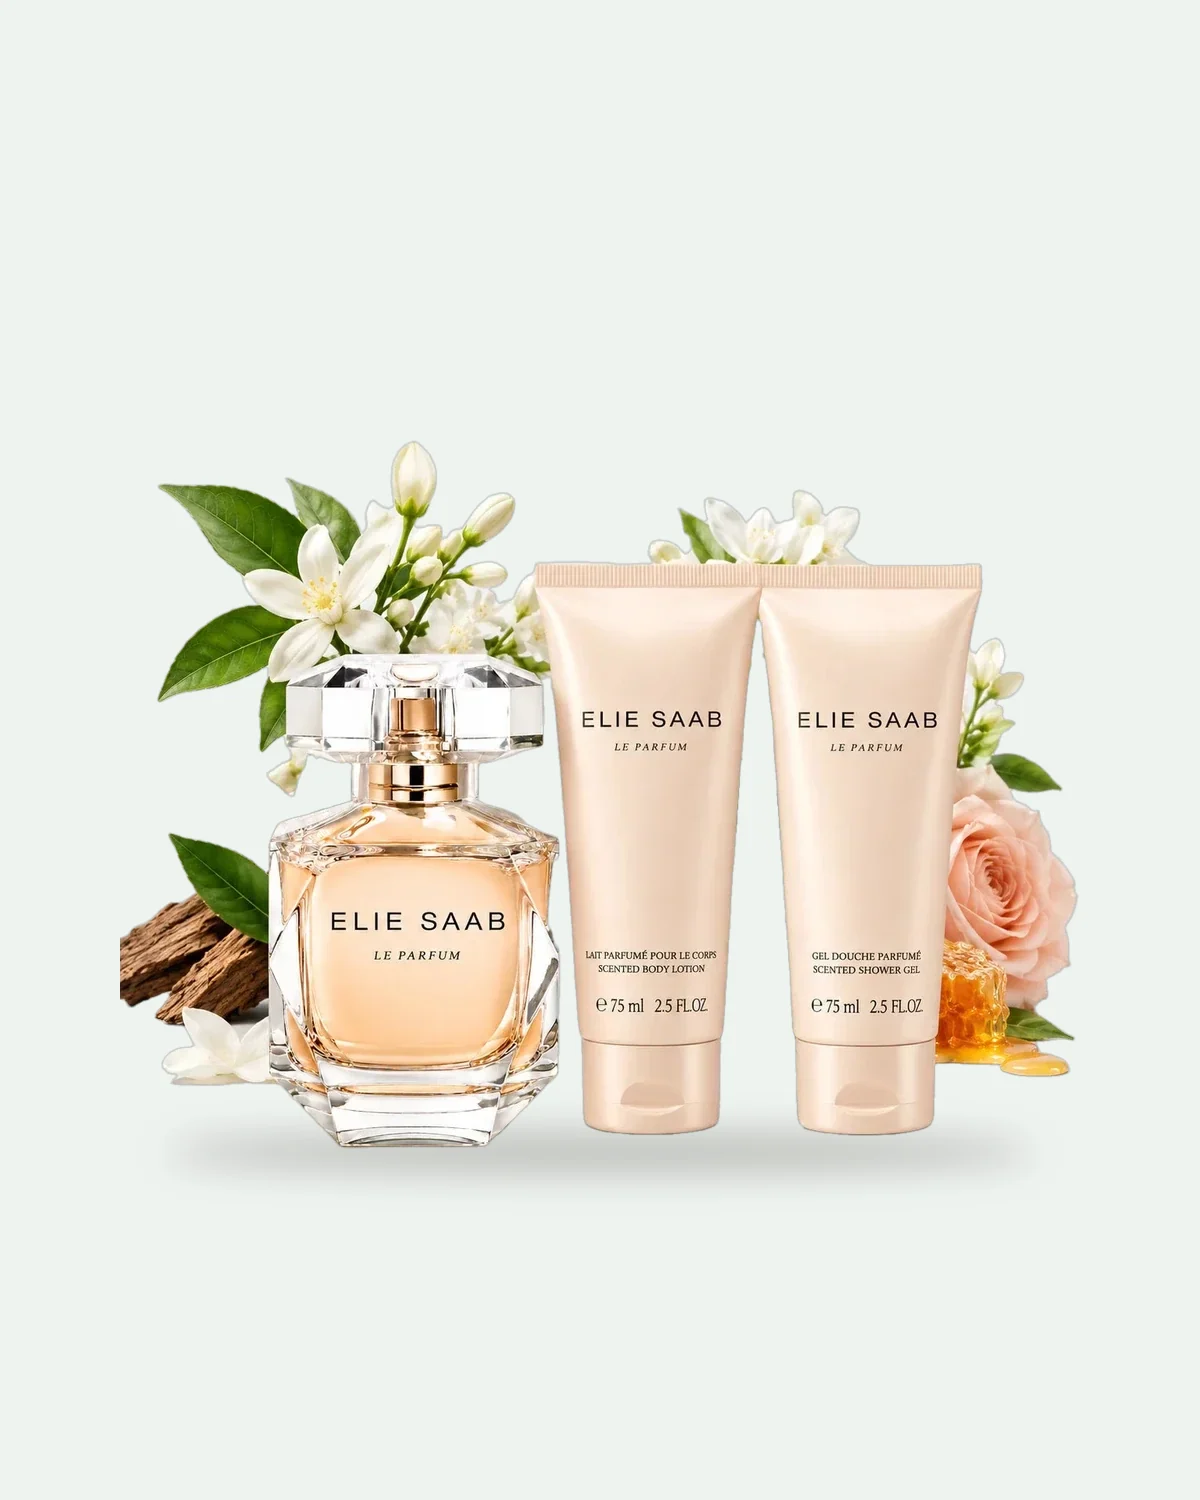 ELIE SAAB
LE PARFUM
ELIE SAAB
LE PARFUM
LAIT PARFUMÉ POUR LE CORPS
SCENTED BODY LOTION
℮ 75 ml 2.5 FL.OZ.
ELIE SAAB
LE PARFUM
GEL DOUCHE PARFUMÉ
SCENTED SHOWER GEL
℮ 75 ml 2.5 FL.OZ.